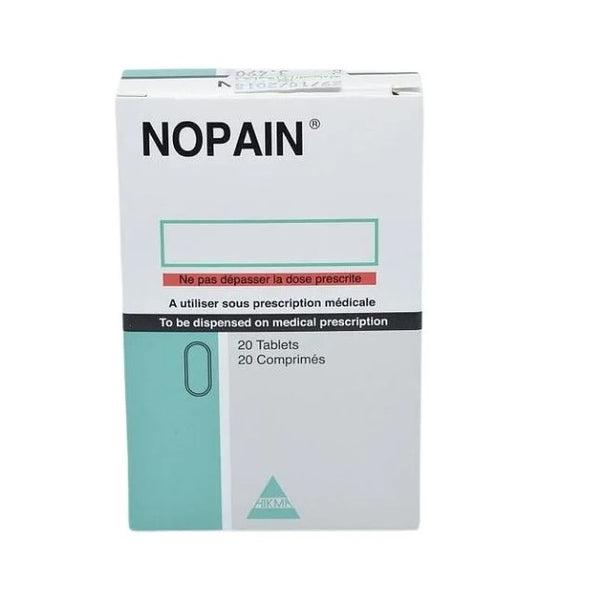 NOPAIN®
Ne pas dépasser la dose prescrite
A utiliser sous prescription médicale
To be dispensed on medical prescription
20 Tablets
20 Comprimés
HIKMA